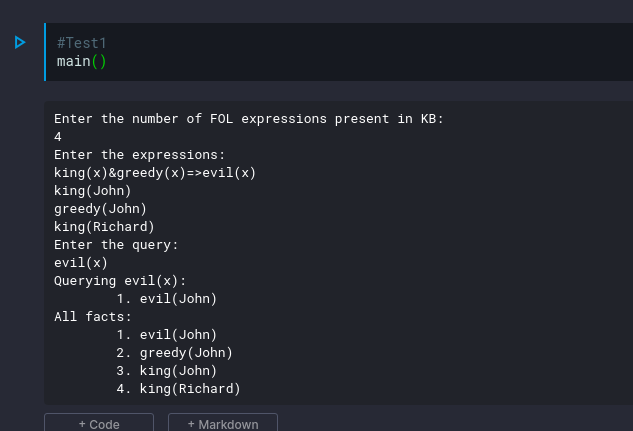 #Test1
main()
Enter the number of FOL expressions present in KB:
4
Enter the expressions:
king(x)&greedy(x)=>evil(x)
king(John)
greedy(John)
king(Richard)
Enter the query:
evil(x)
Querying evil(x):
1. evil(John)
All facts:
1. evil(John)
2. greedy(John)
3. king(John)
4. king(Richard)
+ Code + Markdown